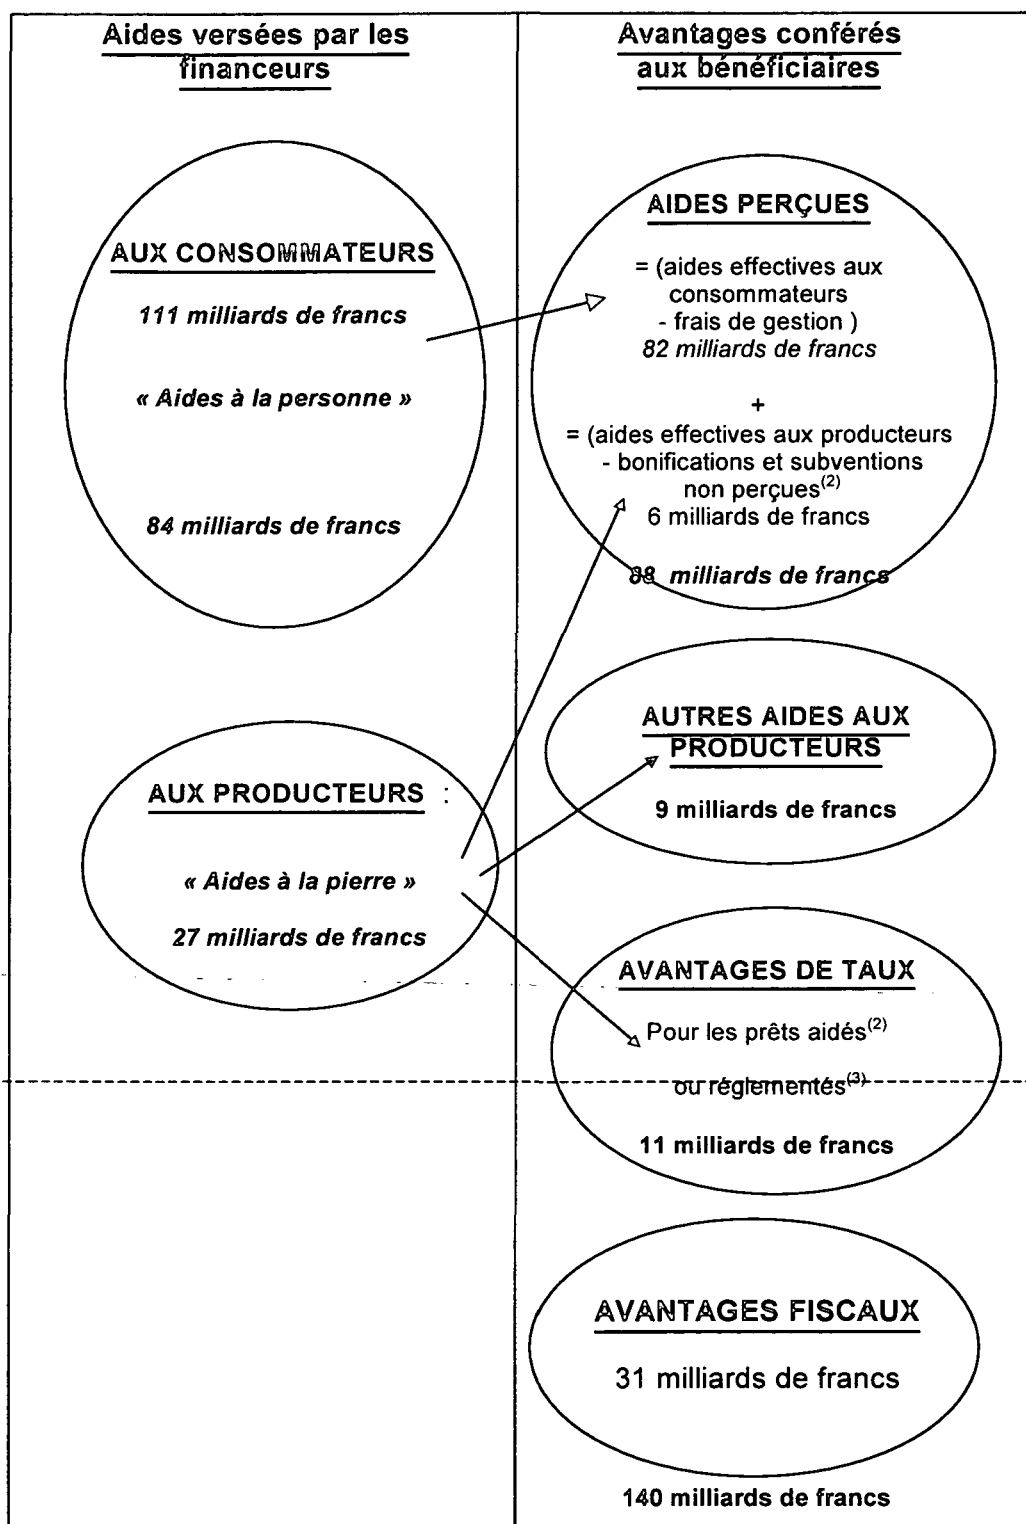 Aides versées par les
financeurs
AUX CONSOMMATEURS
111 milliards de francs
« Aides à la personne »
84 milliards de francs
AUX PRODUCTEURS :
« Aides à la pierre »
27 milliards de francs
Avantages conférés
aux bénéficiaires
AIDES PERÇUES
= (aides effectives aux
consommateurs
- frais de gestion )
82 milliards de francs
+
= (aides effectives aux producteurs
- bonifications et subventions
non perçues(2)
6 milliards de francs
88 milliards de francs
AUTRES AIDES AUX
PRODUCTEURS
9 milliards de francs
AVANTAGES DE TAUX
Pour les prêts aidés(2)
ou réglementés(3)
11 milliards de francs
AVANTAGES FISCAUX
31 milliards de francs
140 milliards de francs